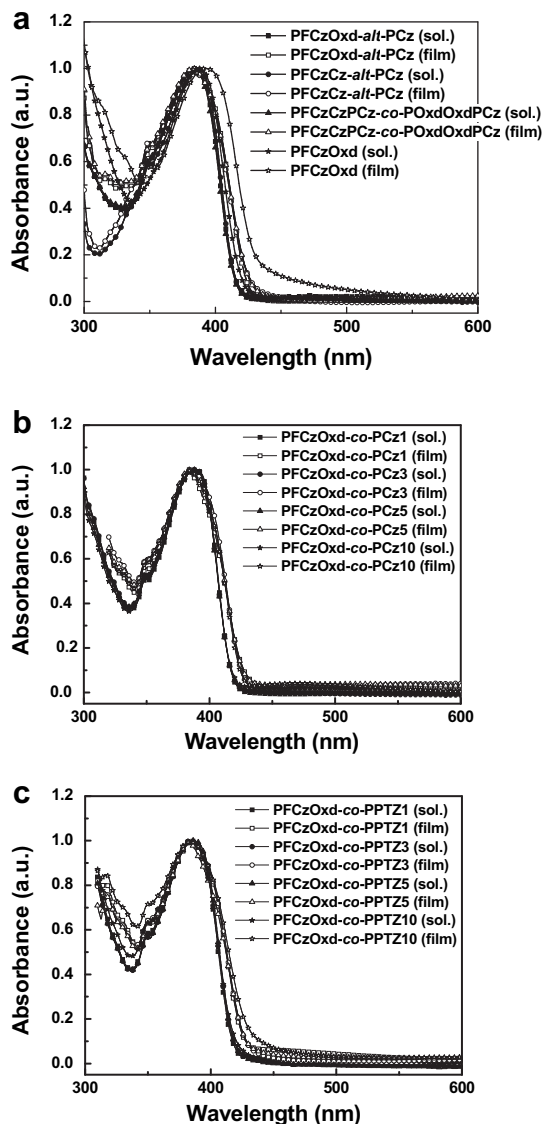 a
1.2
PFCzOxd-alt-PCz (sol.)
PFCzOxd-alt-PCz (film)
1.0
PFCzCz-alt-PCz (sol.)
PFCzCz-alt-PCz (film)
0.8
PFCzCzPCz-co-POxdOxdPCz (sol.)
PFCzCzPCz-co-POxdOxdPCz (film)
0.6
PFCzOxd (sol.)
PFCzOxd (film)
0.4
0.2
0.0
Absorbance (a.u.)
300 400 500 600
Wavelength (nm)
b
1.2
PFCzOxd-co-PCz1 (sol.)
PFCzOxd-co-PCz1 (film)
1.0
PFCzOxd-co-PCz3 (sol.)
PFCzOxd-co-PCz3 (film)
0.8
PFCzOxd-co-PCz5 (sol.)
PFCzOxd-co-PCz5 (film)
0.6
PFCzOxd-co-PCz10 (sol.)
PFCzOxd-co-PCz10 (film)
0.4
0.2
0.0
Absorbance (a.u.)
300 400 500 600
Wavelength (nm)
c
1.2
PFCzOxd-co-PPTZ1 (sol.)
PFCzOxd-co-PPTZ1 (film)
1.0
PFCzOxd-co-PPTZ3 (sol.)
PFCzOxd-co-PPTZ3 (film)
0.8
PFCzOxd-co-PPTZ5 (sol.)
PFCzOxd-co-PPTZ5 (film)
0.6
PFCzOxd-co-PPTZ10 (sol.)
PFCzOxd-co-PPTZ10 (film)
0.4
0.2
0.0
Absorbance (a.u.)
300 400 500 600
Wavelength (nm)